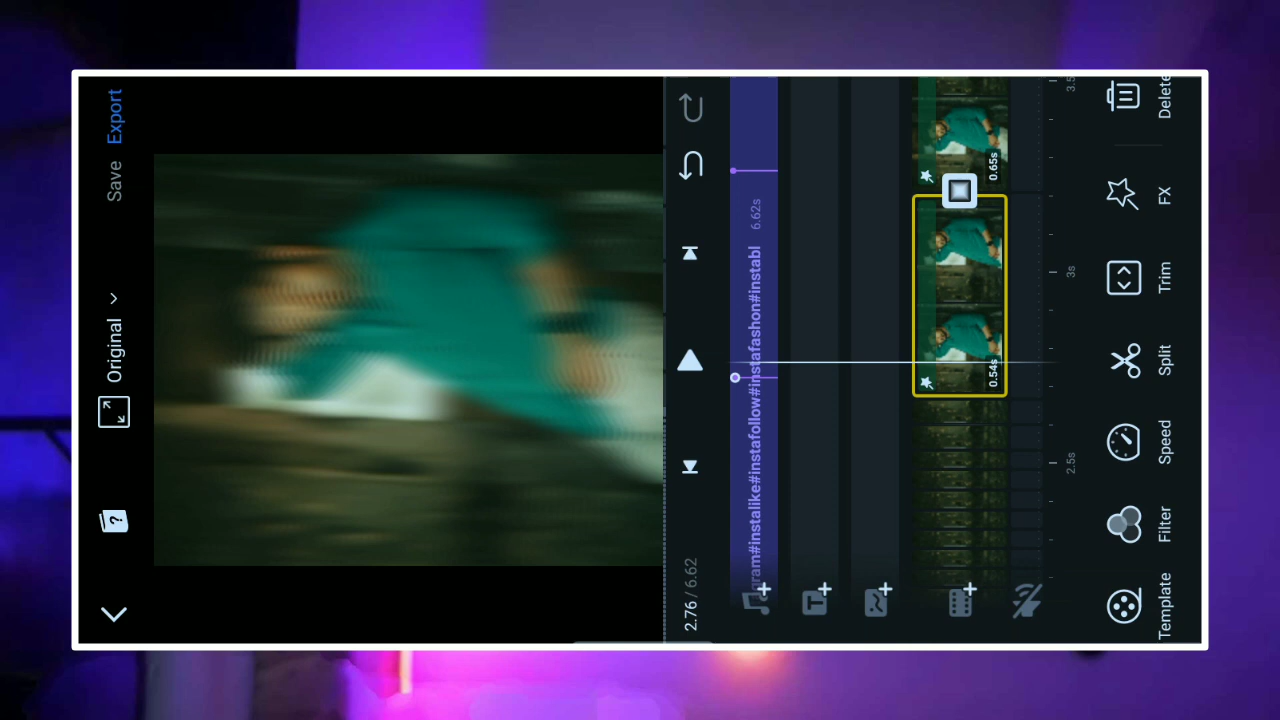 Original
Save
Export
2.76 / 6.62
gram#instalike#instafollow#instafashon#instabl
6.62s
0.54s
0.65s
2.5s
3s
3.5
Template
Filter
Speed
Split
Trim
FX
Delete